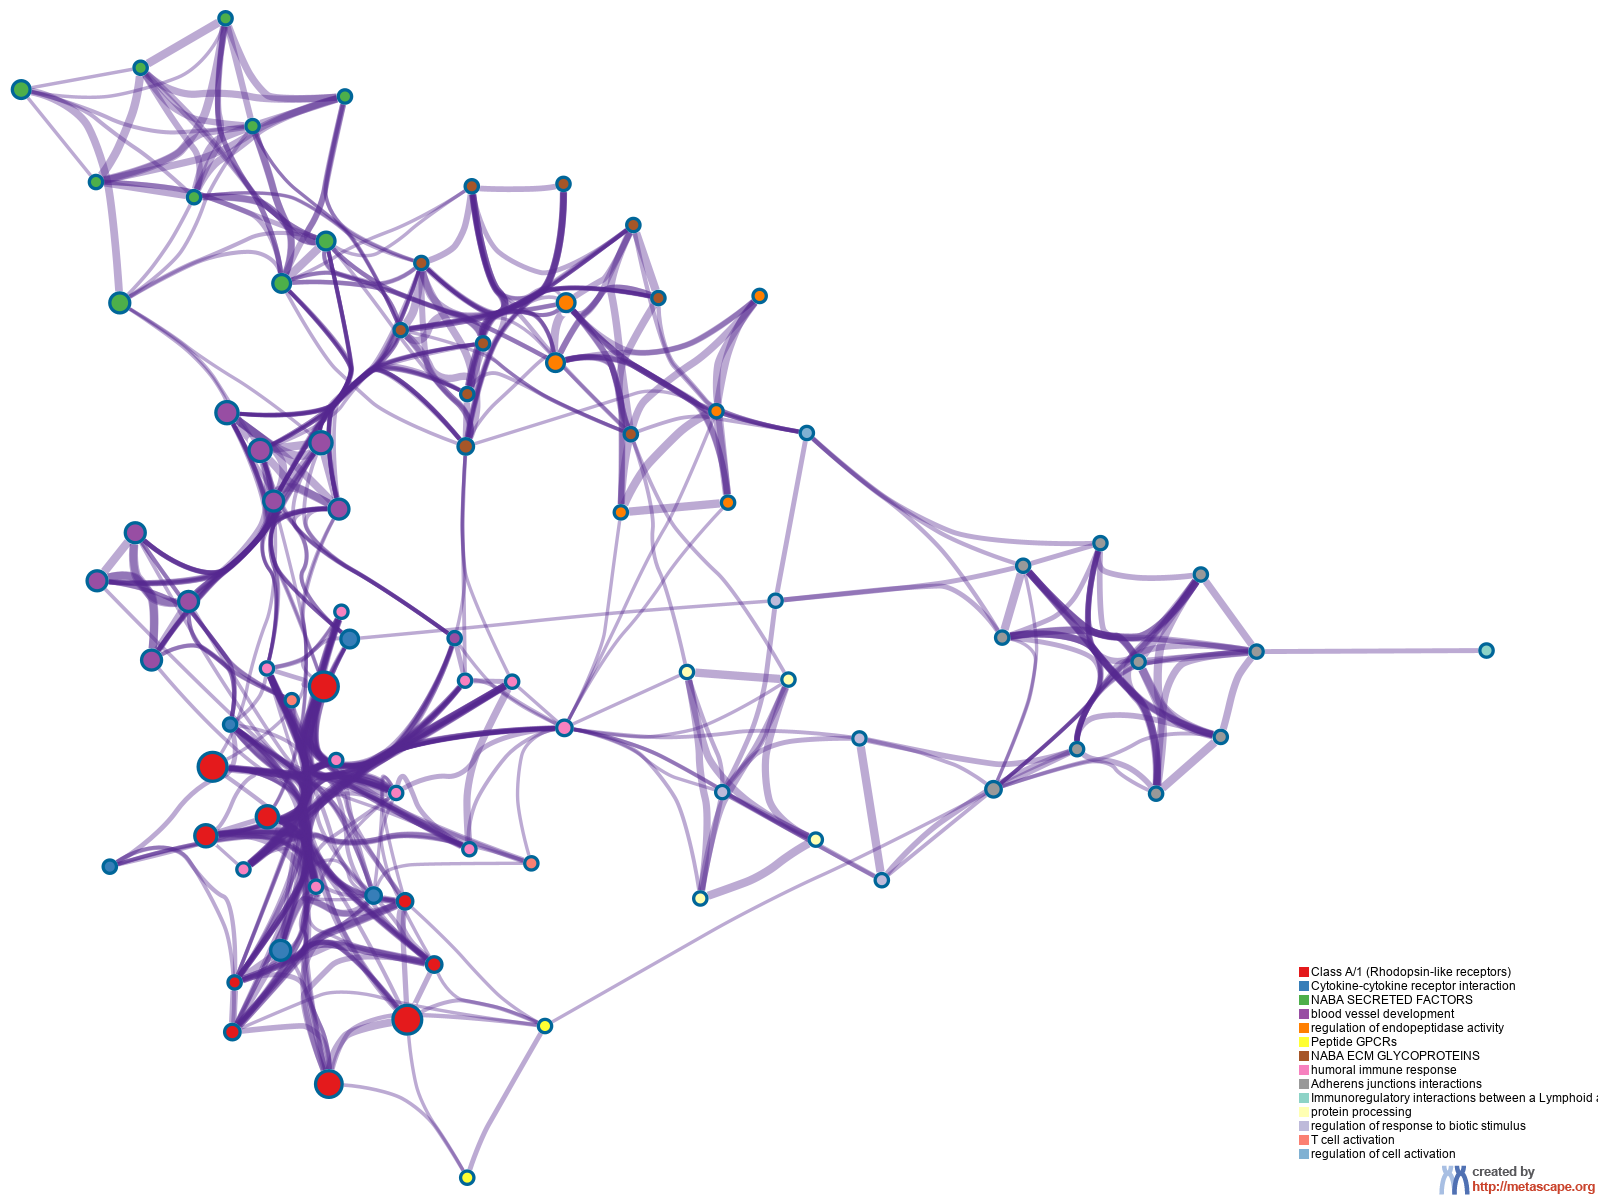 Class A/1 (Rhodopsin-like receptors)
Cytokine-cytokine receptor interaction
NABA SECRETED FACTORS
blood vessel development
regulation of endopeptidase activity
Peptide GPCRs
NABA ECM GLYCOPROTEINS
humoral immune response
Adherens junctions interactions
Immunoregulatory interactions between a Lymphoid a
protein processing
regulation of response to biotic stimulus
T cell activation
regulation of cell activation
created by
http://metascape.org